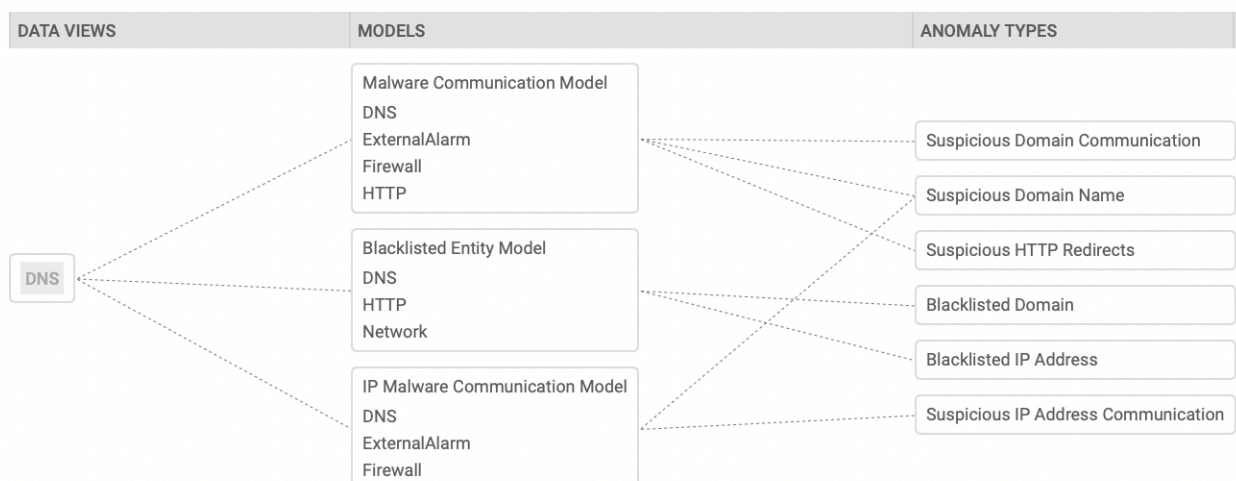 DATA VIEWS
MODELS
ANOMALY TYPES
DNS
Malware Communication Model
DNS
ExternalAlarm
Firewall
HTTP
Blacklisted Entity Model
DNS
HTTP
Network
IP Malware Communication Model
DNS
ExternalAlarm
Firewall
Suspicious Domain Communication
Suspicious Domain Name
Suspicious HTTP Redirects
Blacklisted Domain
Blacklisted IP Address
Suspicious IP Address Communication